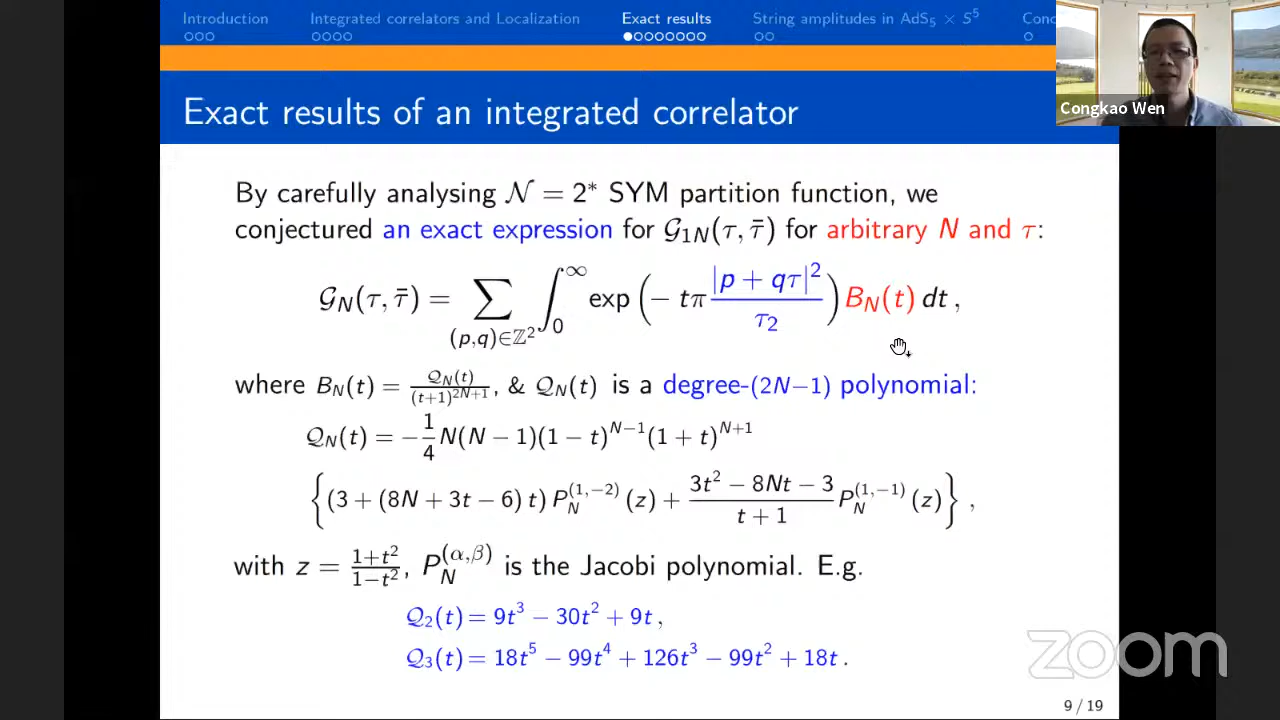 Introduction Integrated correlators and Localization Exact results String amplitudes in AdS₅ × S⁵ Conc
Congkao Wen
Exact results of an integrated correlator
By carefully analysing 𝒩 = 2* SYM partition function, we
conjectured an exact expression for 𝒢₁N(τ, τ̄) for arbitrary N and τ:
𝒢_N(τ, τ̄) = ∑_{(p,q)∈ℤ²} ∫₀^∞ exp(− tπ |p + qτ|²/τ₂) B_N(t) dt ,
where B_N(t) = 𝒬_N(t)/(t+1)^{2N+1}, & 𝒬_N(t) is a degree-(2N−1) polynomial:
𝒬_N(t) = −1/4 N(N − 1)(1 − t)^{N−1}(1 + t)^{N+1}
{(3 + (8N + 3t − 6) t) P_N^{(1,−2)}(z) + (3t² − 8Nt − 3)/(t + 1) P_N^{(1,−1)}(z)} ,
with z = (1+t²)/(1−t²), P_N^{(α,β)} is the Jacobi polynomial. E.g.
𝒬₂(t) = 9t³ − 30t² + 9t ,
𝒬₃(t) = 18t⁵ − 99t⁴ + 126t³ − 99t² + 18t .
zoom
9 / 19